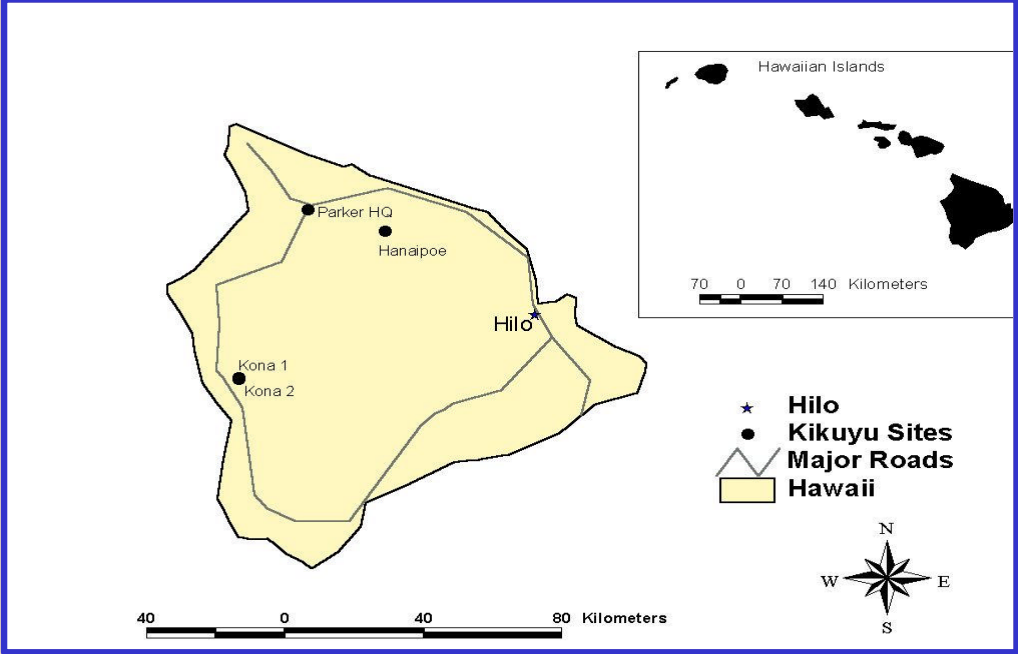 Hawaiian Islands
70 0 70 140 Kilometers
Parker HQ
Hanaipoe
Hilo
Kona 1
Kona 2
Hilo
Kikuyu Sites
Major Roads
Hawaii
N
W E
S
40 0 40 80 Kilometers